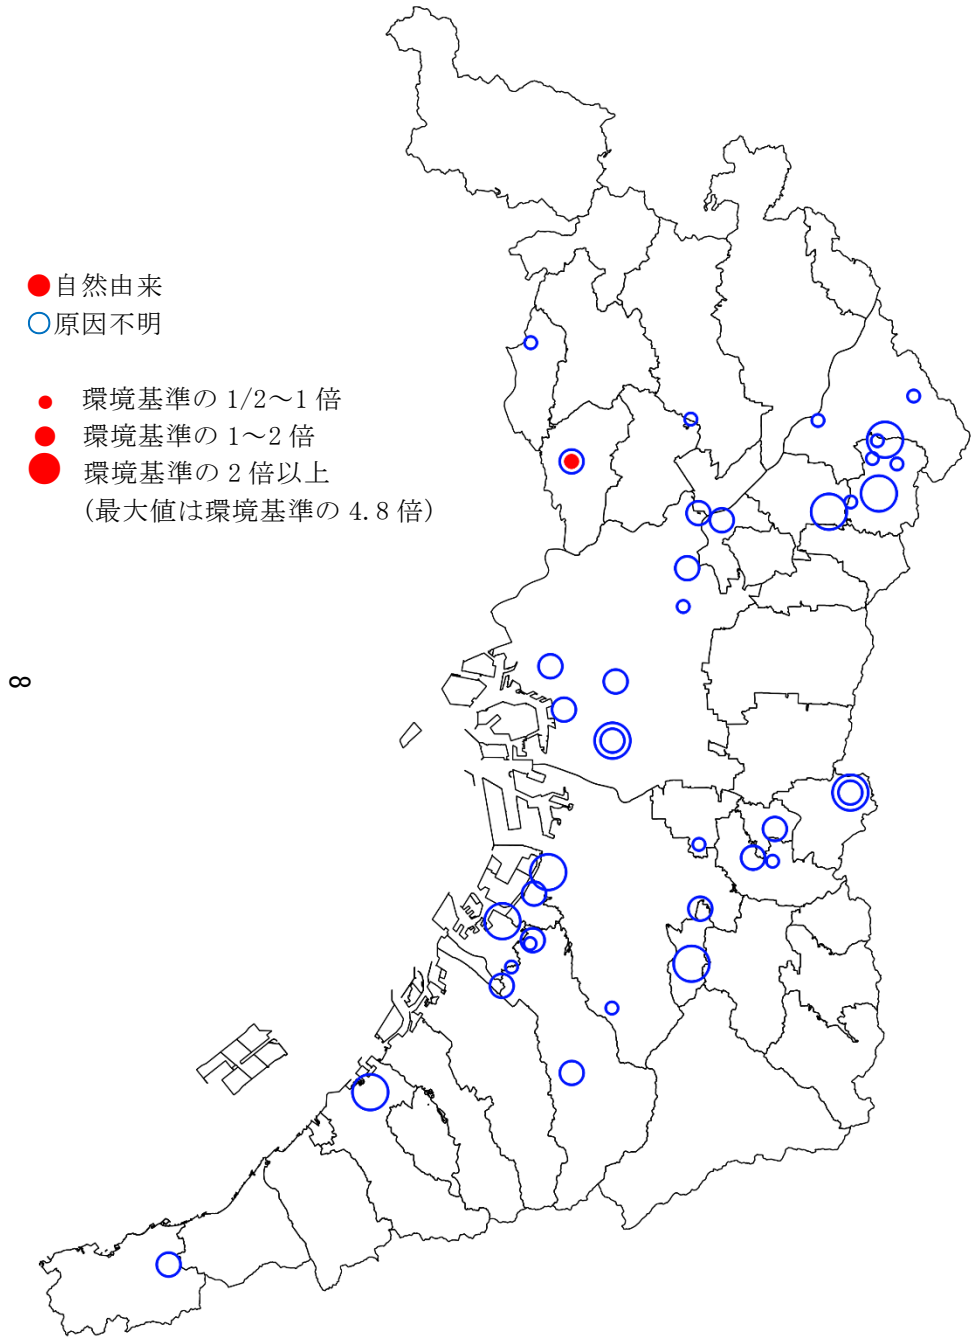 ●自然由来
○原因不明
環境基準の 1/2～1 倍
環境基準の 1～2 倍
環境基準の 2 倍以上
(最大値は環境基準の 4.8 倍)
8